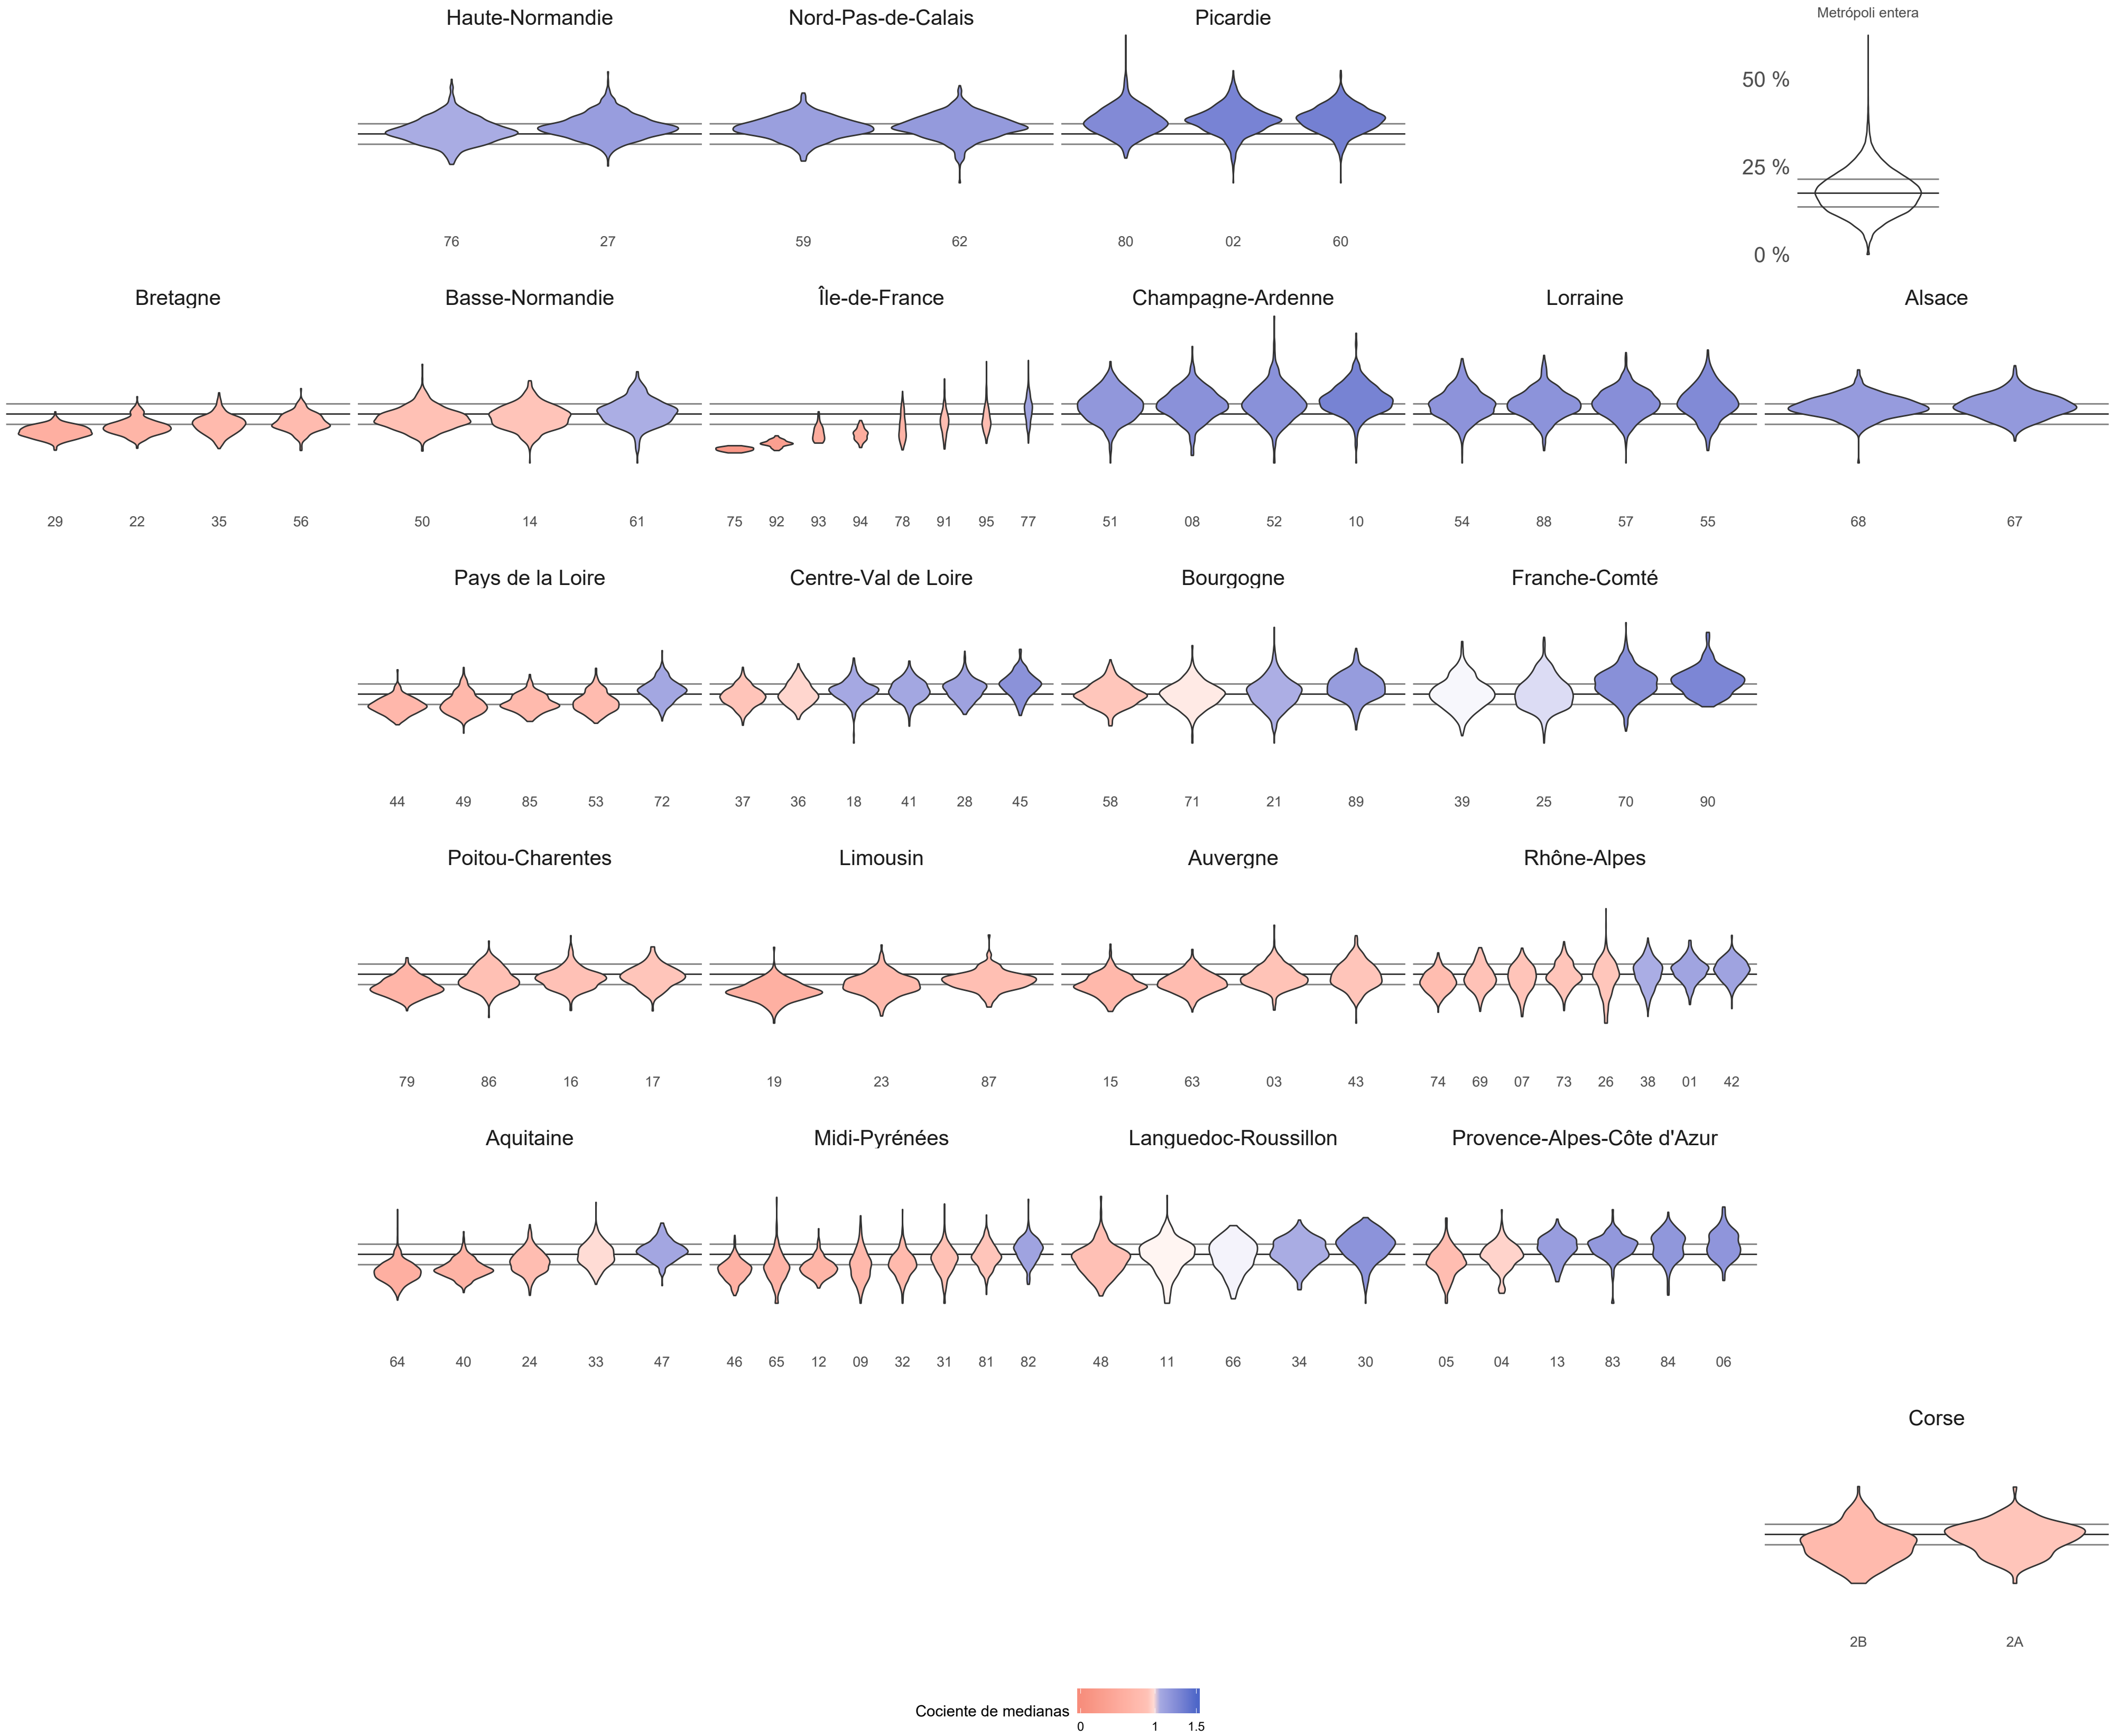 Haute-Normandie Nord-Pas-de-Calais Picardie Metrópoli entera
50 %
25 %
0 %
76 27 59 62 80 02 60
Bretagne Basse-Normandie Île-de-France Champagne-Ardenne Lorraine Alsace
29 22 35 56 50 14 61 75 92 93 94 78 91 95 77 51 08 52 10 54 88 57 55 68 67
Pays de la Loire Centre-Val de Loire Bourgogne Franche-Comté
44 49 85 53 72 37 36 18 41 28 45 58 71 21 89 39 25 70 90
Poitou-Charentes Limousin Auvergne Rhône-Alpes
79 86 16 17 19 23 87 15 63 03 43 74 69 07 73 26 38 01 42
Aquitaine Midi-Pyrénées Languedoc-Roussillon Provence-Alpes-Côte d'Azur
64 40 24 33 47 46 65 12 09 32 31 81 82 48 11 66 34 30 05 04 13 83 84 06
Corse
2B 2A
Cociente de medianas
0 1 1.5